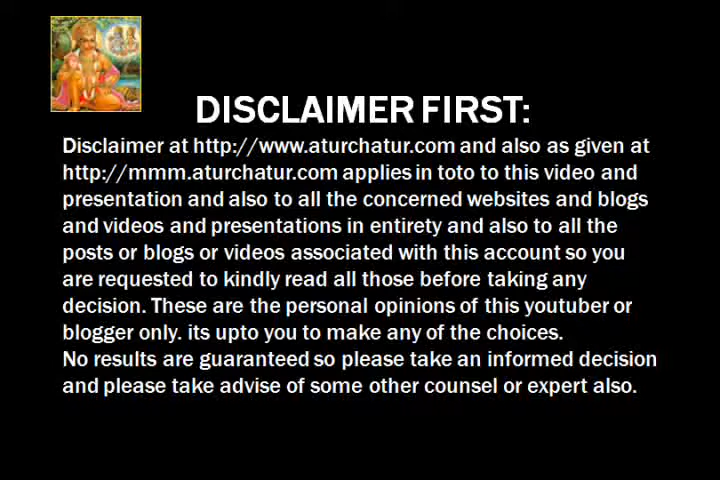 DISCLAIMER FIRST:
Disclaimer at http://www.aturchatur.com and also as given at
http://mmm.aturchatur.com applies in toto to this video and
presentation and also to all the concerned websites and blogs
and videos and presentations in entirety and also to all the
posts or blogs or videos associated with this account so you
are requested to kindly read all those before taking any
decision. These are the personal opinions of this youtuber or
blogger only. its upto you to make any of the choices.
No results are guaranteed so please take an informed decision
and please take advise of some other counsel or expert also.